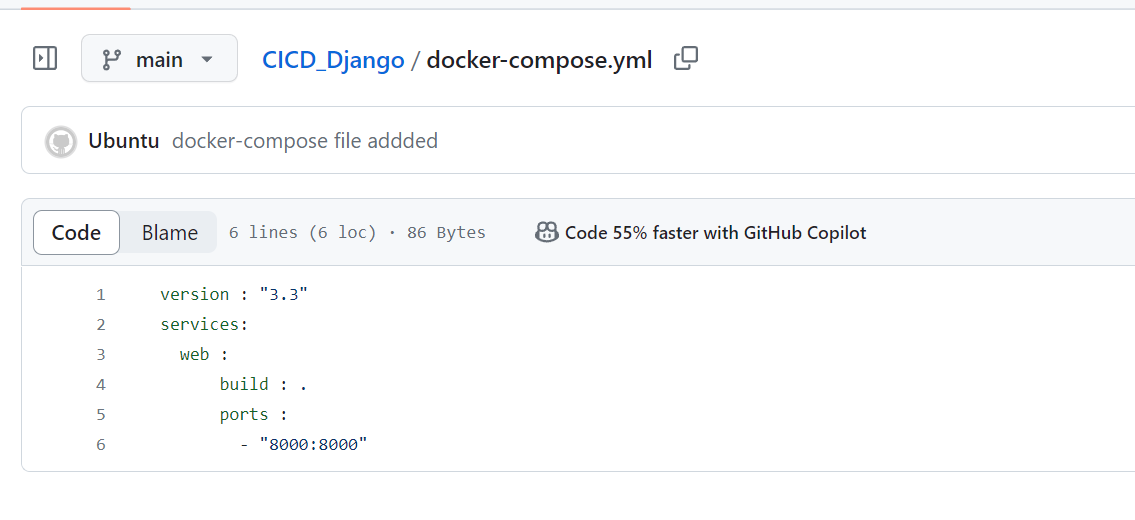 main
CICD_Django / docker-compose.yml
Ubuntu docker-compose file addded
Code Blame 6 lines (6 loc) · 86 Bytes Code 55% faster with GitHub Copilot
1 version : "3.3"
2 services:
3 web :
4 build : .
5 ports :
6 - "8000:8000"